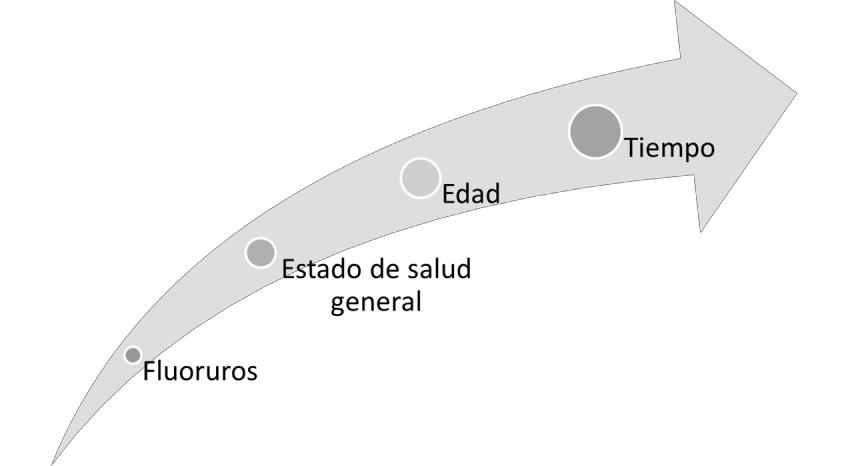 Tiempo
Edad
Estado de salud
general
Fluoruros